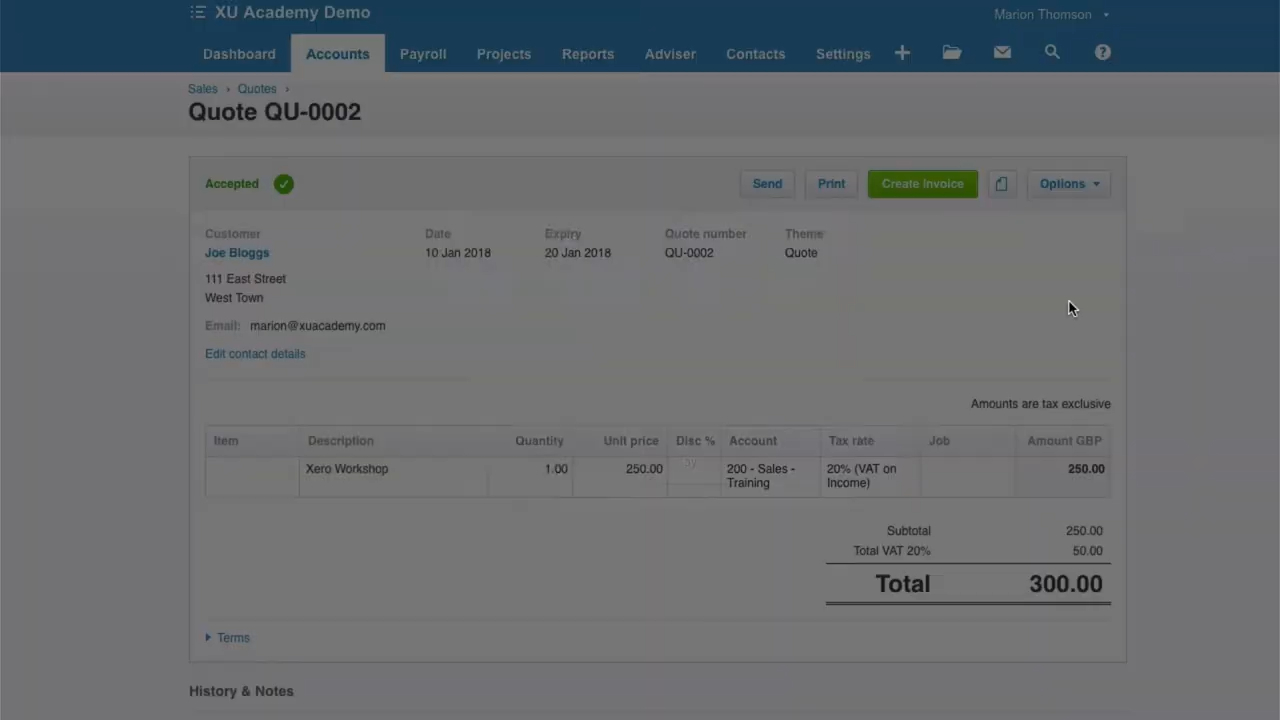 XU Academy Demo
Marion Thomson
Dashboard Accounts Payroll Projects Reports Adviser Contacts Settings
Sales › Quotes ›
Quote QU-0002
Accepted Send Print Create invoice Options
Customer Date Expiry Quote number Theme
Joe Bloggs 10 Jan 2018 20 Jan 2018 QU-0002 Quote
111 East Street
West Town
Email: marion@xuacademy.com
Edit contact details
Amounts are tax exclusive
Item Description Quantity Unit price Disc % Account Tax rate Job Amount GBP
Xero Workshop 1.00 250.00 200 - Sales - 20% (VAT on 250.00
Training Income)
Subtotal 250.00
Total VAT 20% 50.00
Total 300.00
Terms
History & Notes